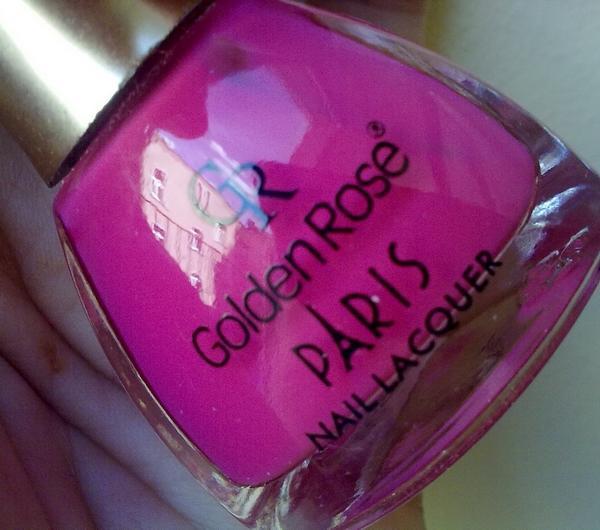 GR
Golden Rose®
PARIS
NAIL LACQUER